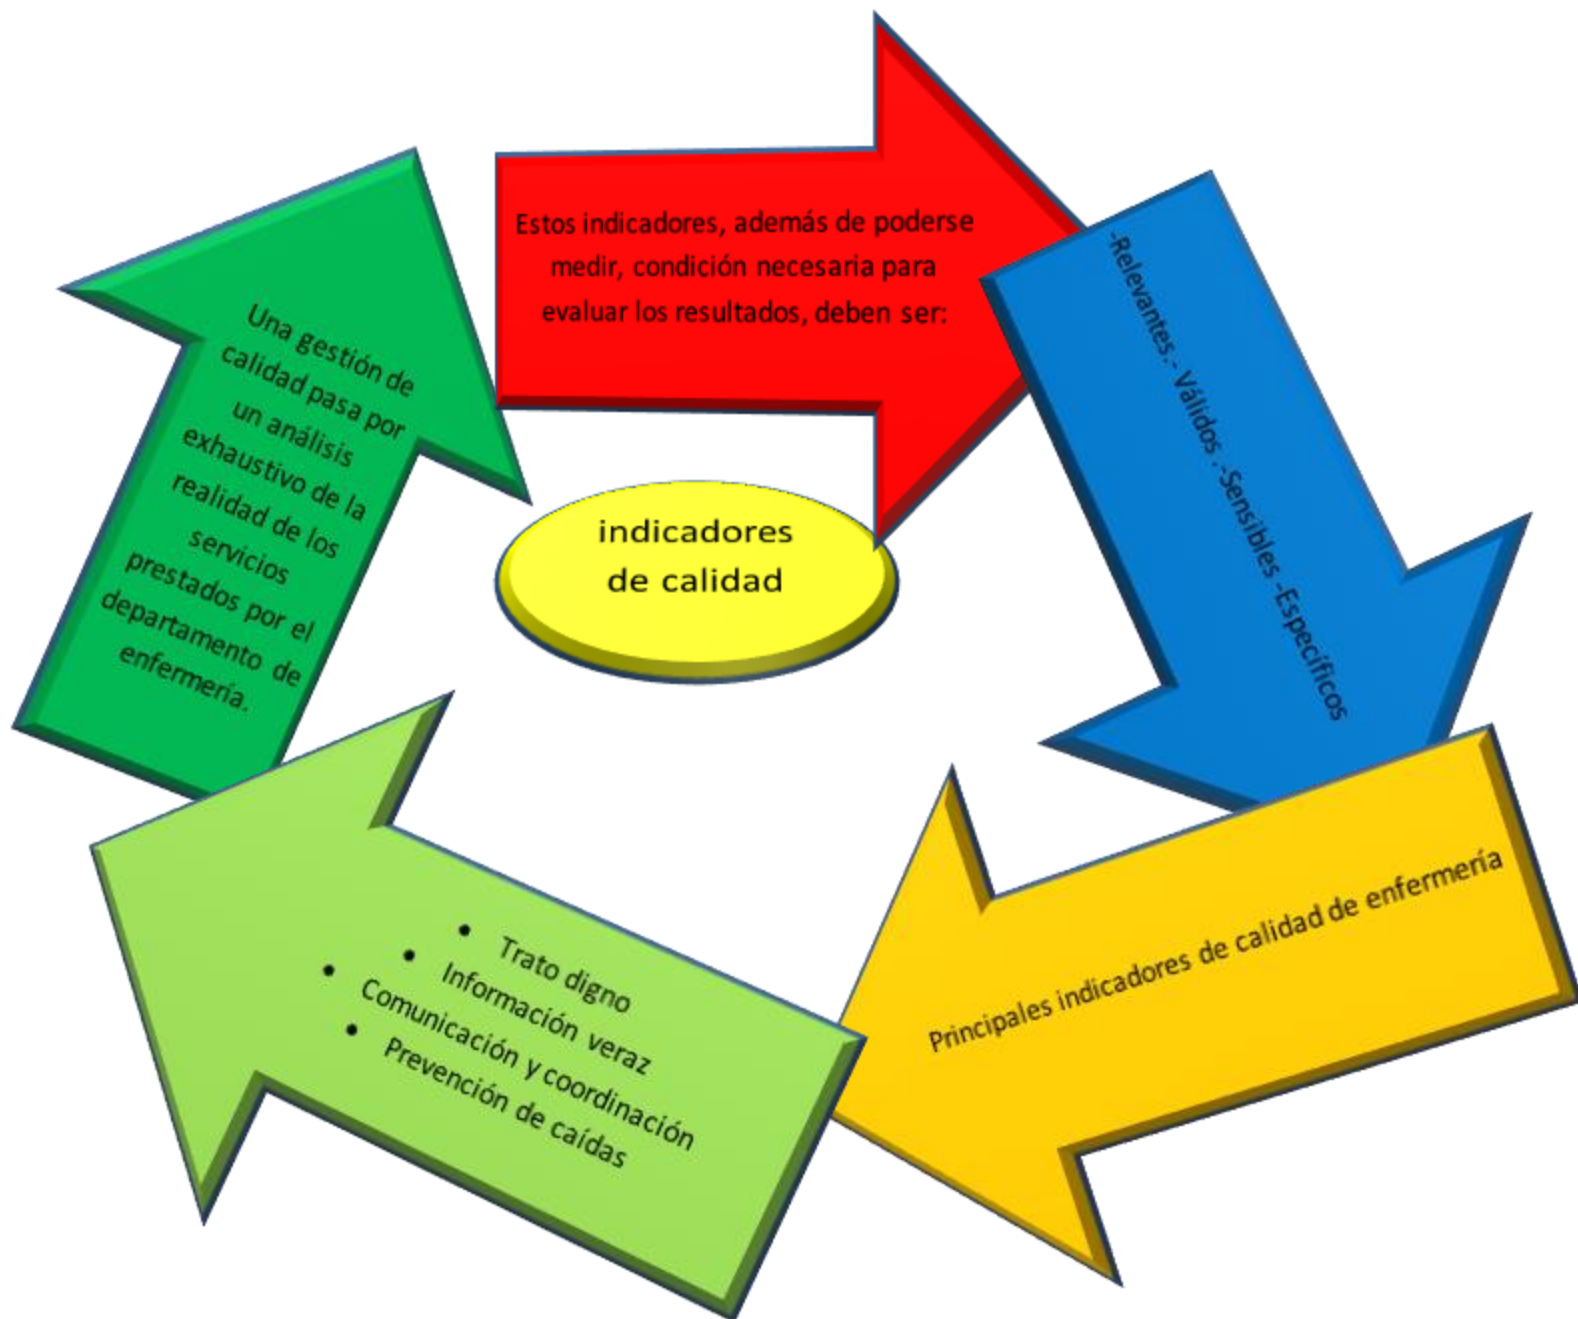 Estos indicadores, además de poderse
medir, condición necesaria para
evaluar los resultados, deben ser:
-Relevantes.- Válidos .-Sensibles -Específicos
Principales indicadores de calidad de enfermería
• Trato digno
• Información veraz
• Comunicación y coordinación
• Prevención de caídas
Una gestión de
calidad pasa por
un análisis
exhaustivo de la
realidad de los
servicios
prestados por el
departamento de
enfermería.
indicadores
de calidad